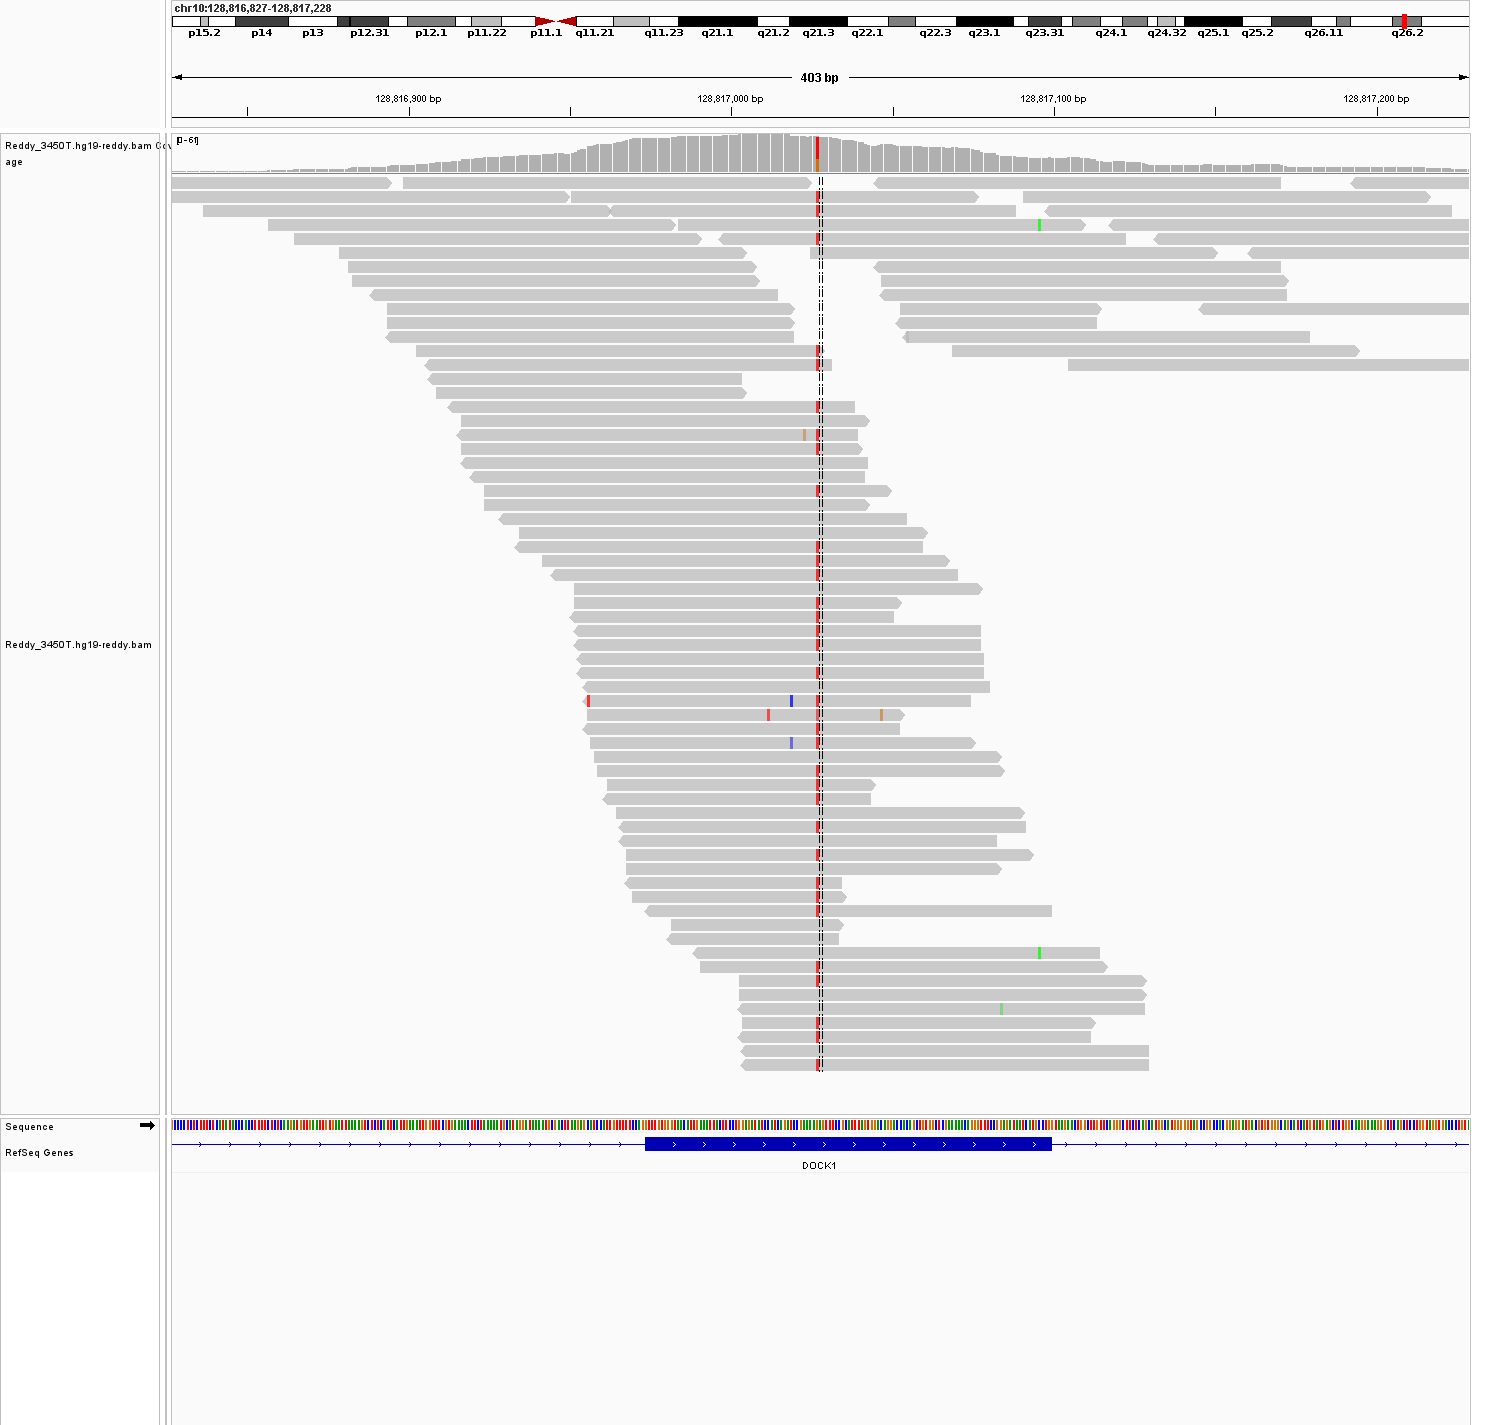 chr10:128,816,827-128,817,228
p15.2 p14 p13 p12.31 p12.1 p11.22 p11.1 q11.21 q11.23 q21.1 q21.2 q21.3 q22.1 q22.3 q23.1 q23.31 q24.1 q24.32 q25.1 q25.2 q26.11 q26.2
403 bp
128,816,900 bp 128,817,000 bp 128,817,100 bp 128,817,200 bp
Reddy_3450T.hg19-reddy.bam Cov
age
[0-61]
Reddy_3450T.hg19-reddy.bam
Sequence
RefSeq Genes
DOCK1